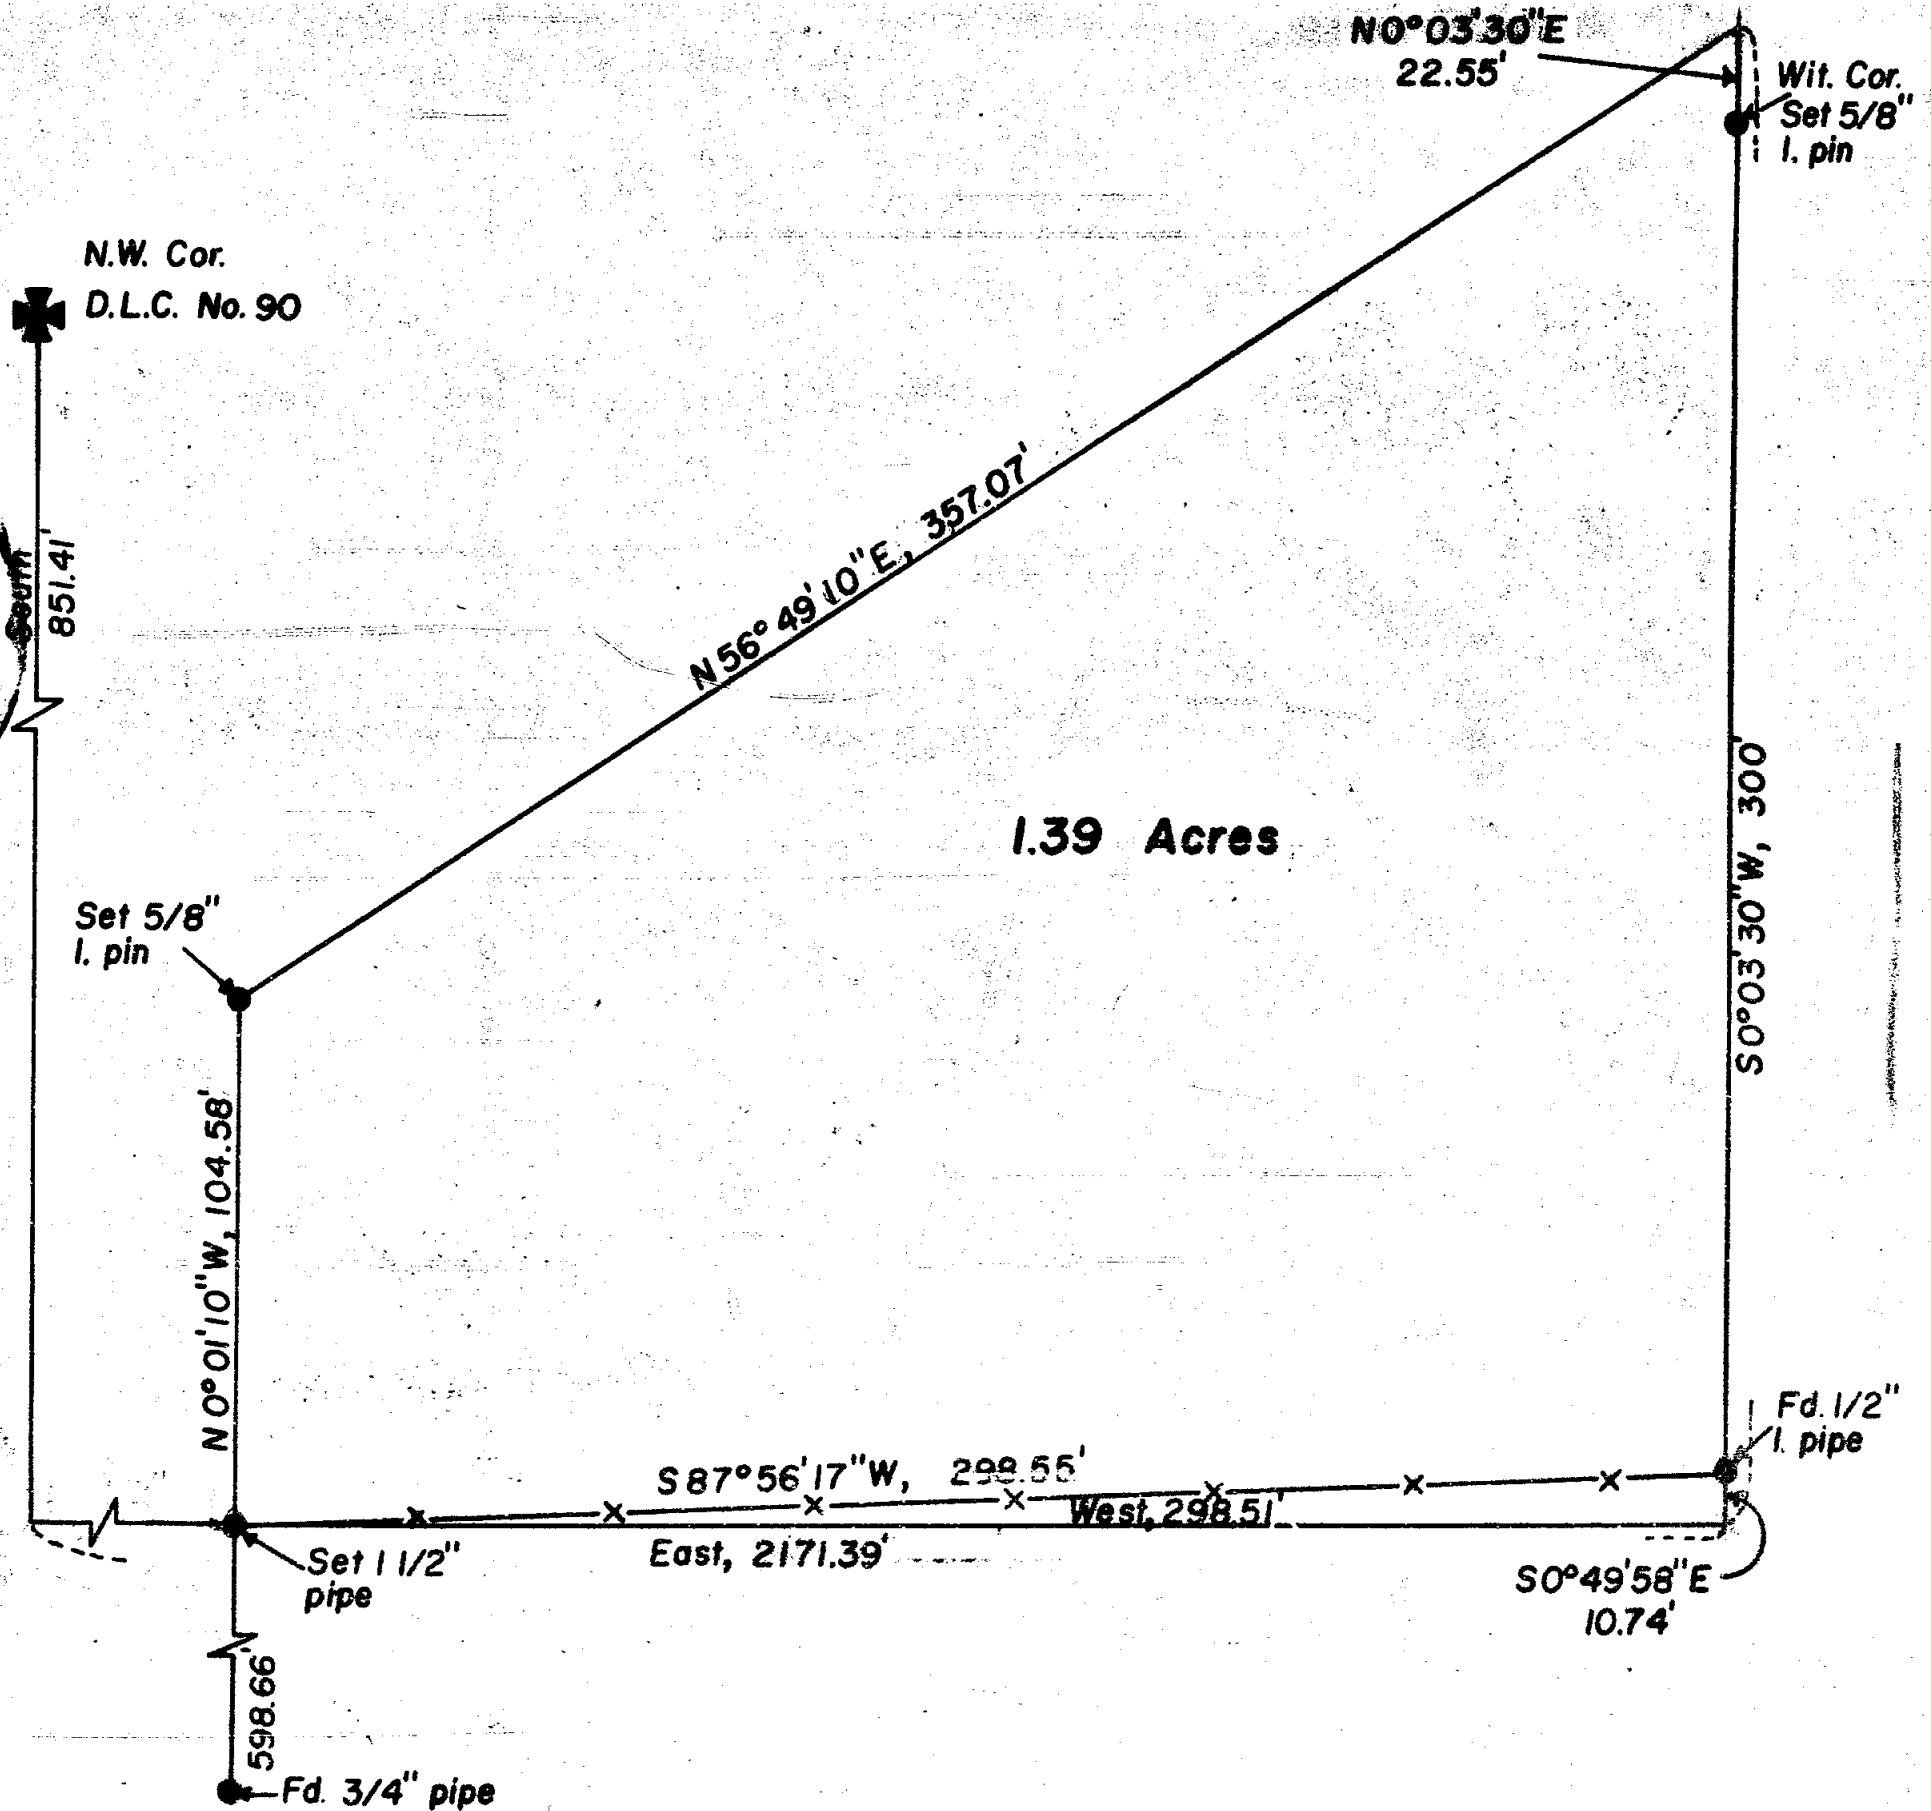 N0°03'30"E
22.55'
Wit. Cor.
Set 5/8"
I. pin
N.W. Cor.
D.L.C. No. 90
South
851.41'
N 56° 49' 10" E, 357.07'
S 0° 03' 30" W, 300'
1.39 Acres
Set 5/8"
I. pin
N 0° 01' 10" W, 104.58'
Fd. 1/2"
I. pipe
S 87° 56' 17" W, 298.55'
West, 298.51'
East, 2171.39'
Set 1 1/2"
pipe
S0°49'58"E
10.74'
598.66'
Fd. 3/4" pipe